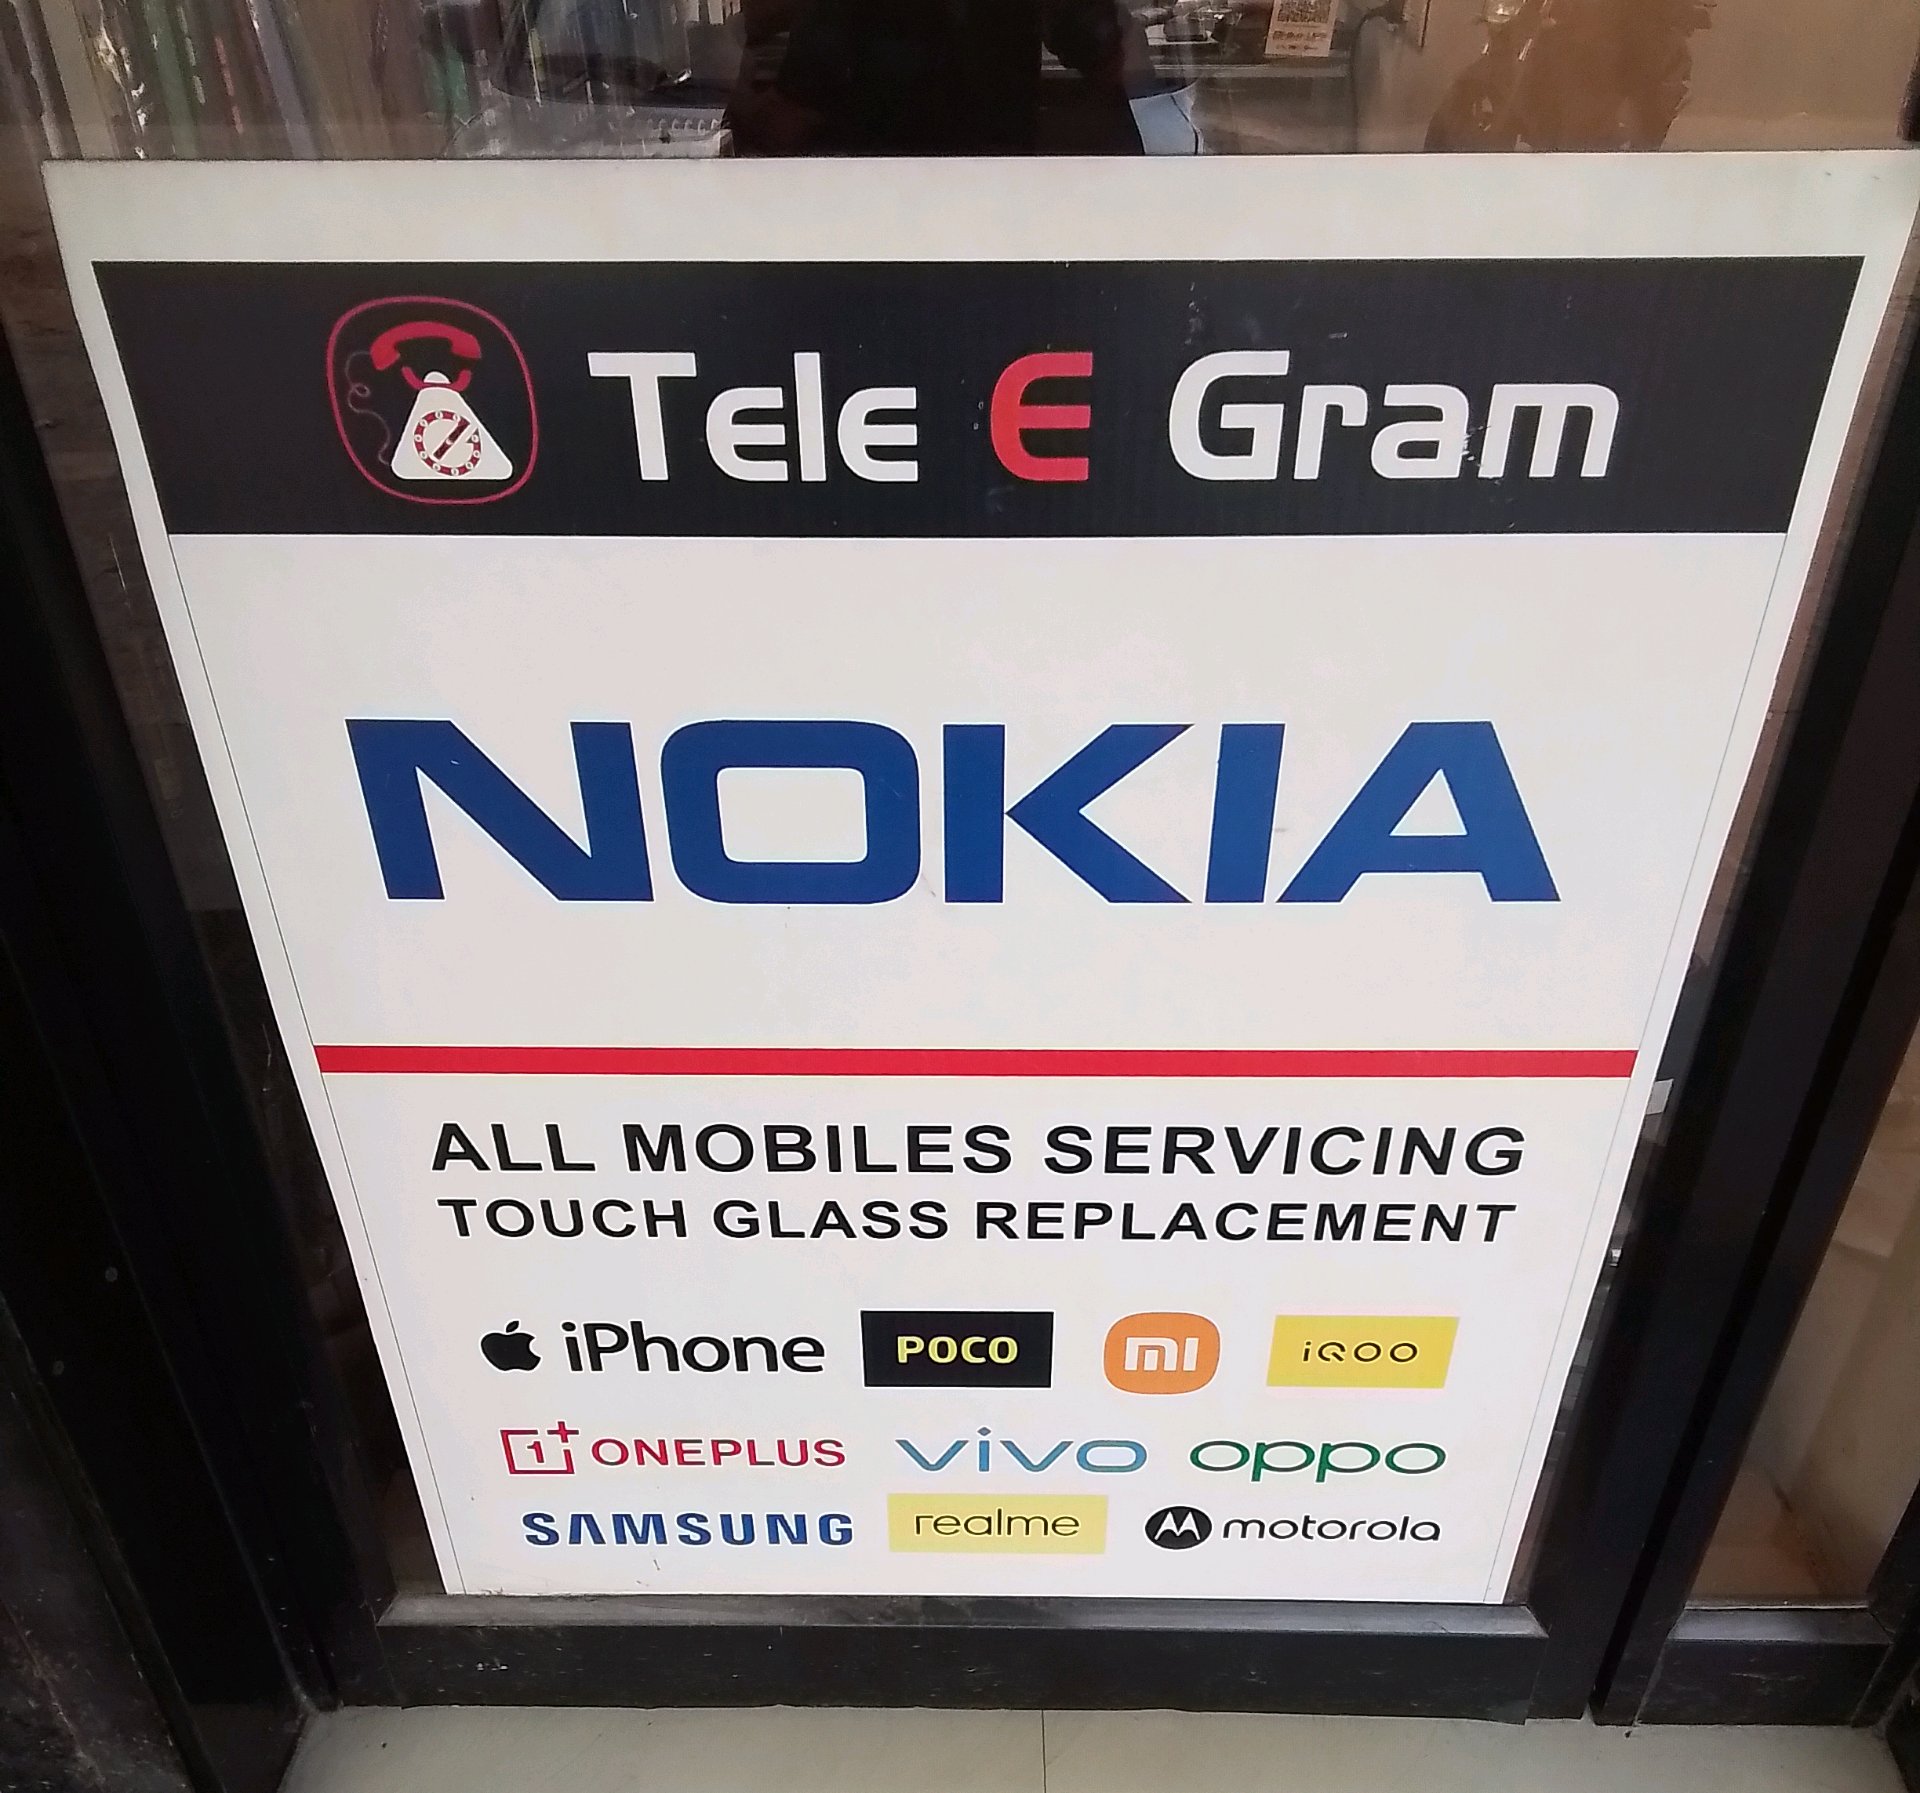 Tele E Gram
NOKIA
ALL MOBILES SERVICING
TOUCH GLASS REPLACEMENT
iPhone POCO mi iQOO
1+ ONEPLUS vivo oppo
SAMSUNG realme motorola